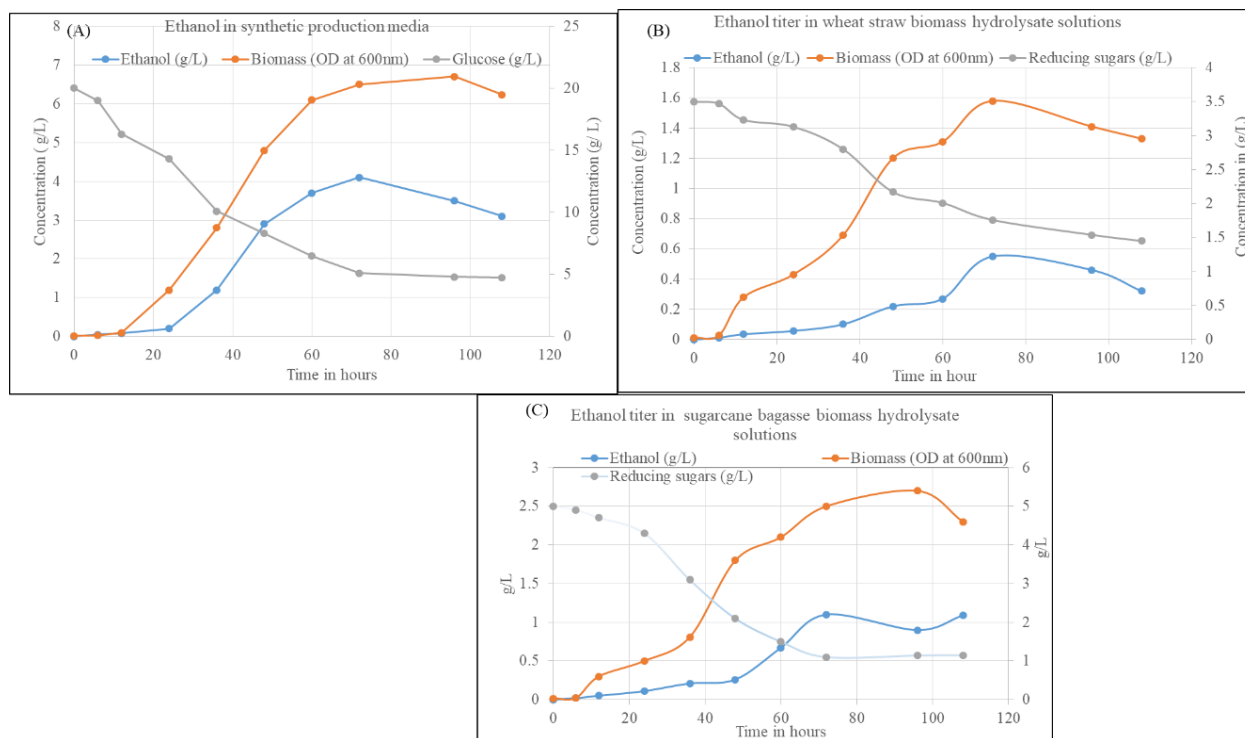 (A)
Ethanol in synthetic production media
Ethanol (g/L) Biomass (OD at 600nm) Glucose (g/L)
8
7
6
5
4
3
2
1
0
25
20
15
10
5
0
0 20 40 60 80 100 120
Concentration ( g/L)
Concentration (g/ L)
Time in hours
(B)
Ethanol titer in wheat straw biomass hydrolysate solutions
Ethanol (g/L) Biomass (OD at 600nm) Reducing sugars (g/L)
1.8
1.6
1.4
1.2
1
0.8
0.6
0.4
0.2
0
4
3.5
3
2.5
2
1.5
1
0.5
0
0 20 40 60 80 100 120
Concentration (g/L)
Concentration in (g/L)
Time in hour
(C)
Ethanol titer in sugarcane bagasse biomass hydrolysate
solutions
Ethanol (g/L) Biomass (OD at 600nm)
Reducing sugars (g/L)
3
2.5
2
1.5
1
0.5
0
6
5
4
3
2
1
0
0 20 40 60 80 100 120
g/L
g/L
Time in hours